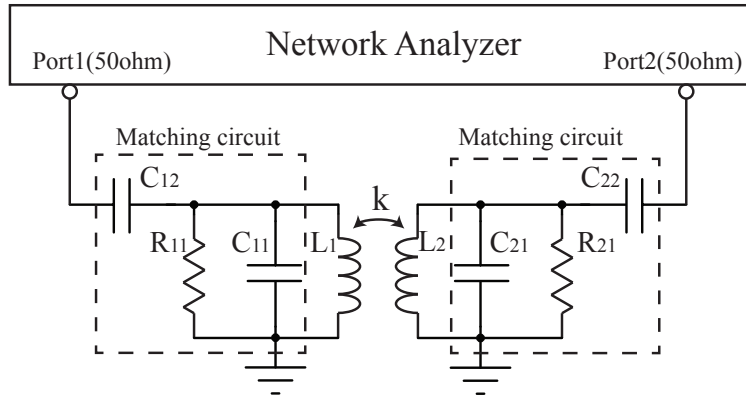 Network Analyzer
Port1(50ohm)
Port2(50ohm)
Matching circuit
Matching circuit
C12
C22
k
R11
C11
L1
L2
C21
R21